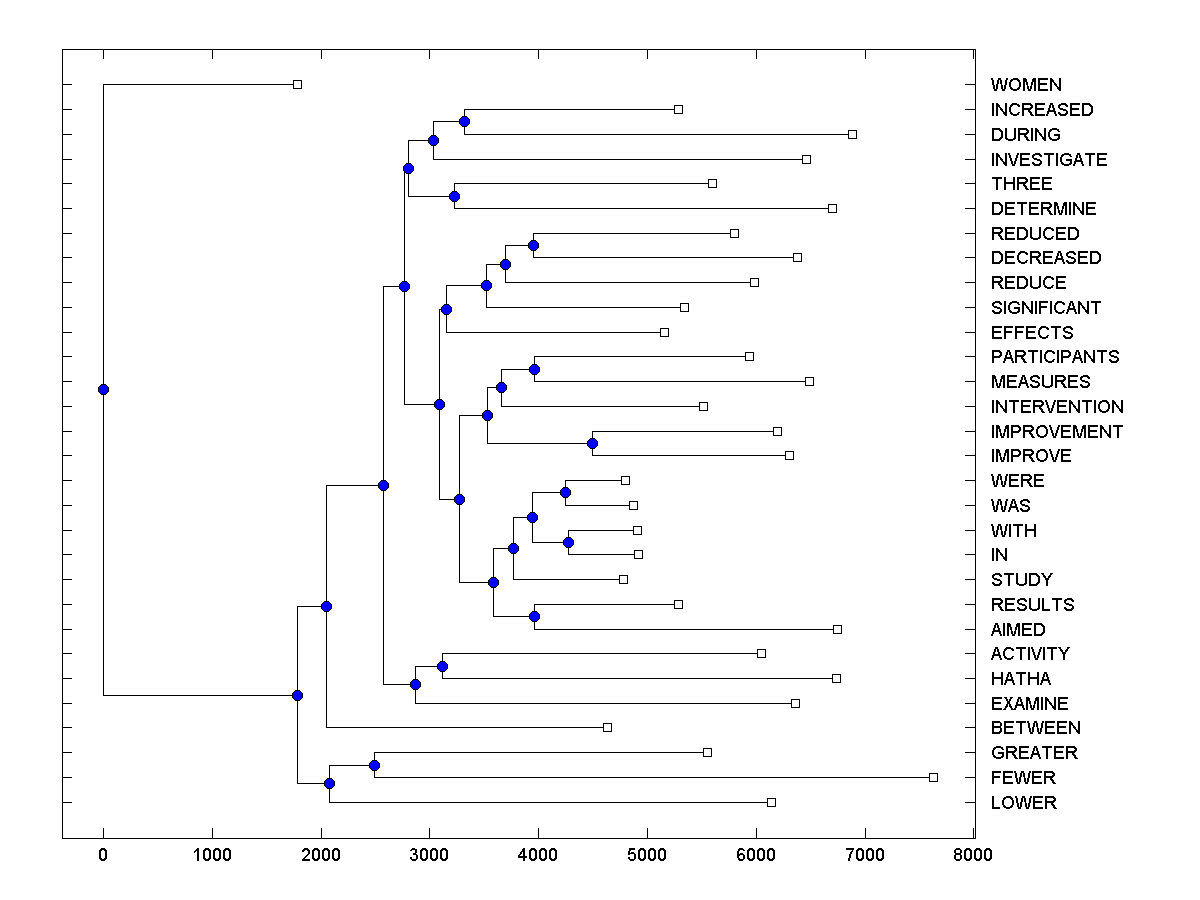 WOMEN
INCREASED
DURING
INVESTIGATE
THREE
DETERMINE
REDUCED
DECREASED
REDUCE
SIGNIFICANT
EFFECTS
PARTICIPANTS
MEASURES
INTERVENTION
IMPROVEMENT
IMPROVE
WERE
WAS
WITH
IN
STUDY
RESULTS
AIMED
ACTIVITY
HATHA
EXAMINE
BETWEEN
GREATER
FEWER
LOWER
0 1000 2000 3000 4000 5000 6000 7000 8000